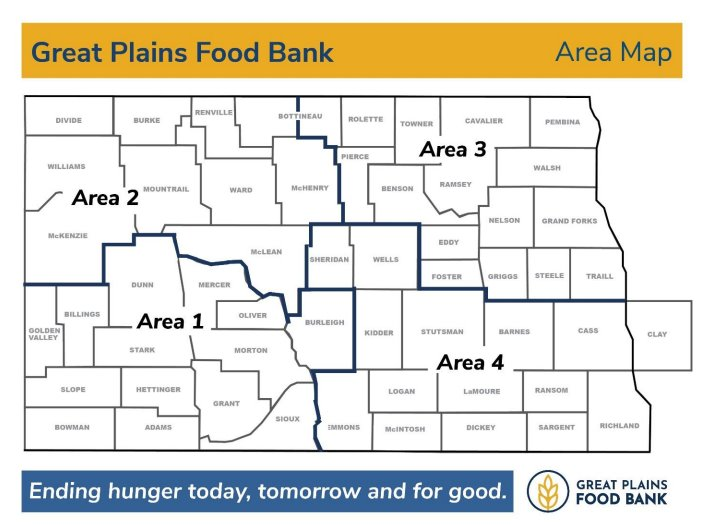 Great Plains Food Bank
Area Map
DIVIDE
BURKE
RENVILLE
BOTTINEAU
ROLETTE
TOWNER
CAVALIER
PEMBINA
WILLIAMS
Area 2
MOUNTRAIL
WARD
McHENRY
PIERCE
Area 3
BENSON
RAMSEY
WALSH
McKENZIE
NELSON
GRAND FORKS
McLEAN
SHERIDAN
WELLS
EDDY
FOSTER
GRIGGS
STEELE
TRAILL
DUNN
MERCER
BILLINGS
GOLDEN
VALLEY
Area 1
OLIVER
BURLEIGH
KIDDER
STUTSMAN
BARNES
CASS
CLAY
STARK
MORTON
Area 4
SLOPE
HETTINGER
GRANT
SIOUX
LOGAN
LaMOURE
RANSOM
BOWMAN
ADAMS
EMMONS
McINTOSH
DICKEY
SARGENT
RICHLAND
Ending hunger today, tomorrow and for good.
GREAT PLAINS
FOOD BANK